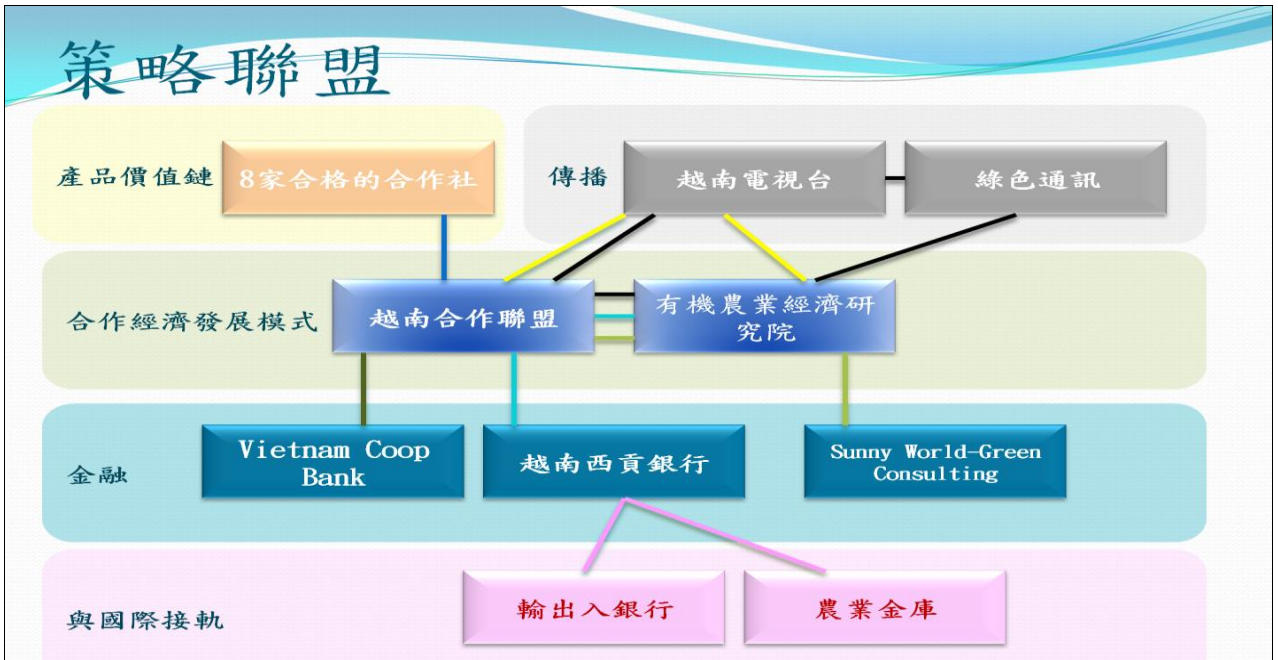 策略聯盟
產品價值鏈
8家合格的合作社
傳播
越南電視台
綠色通訊
合作經濟發展模式
越南合作聯盟
有機農業經濟研
究院
金融
Vietnam Coop
Bank
越南西貢銀行
Sunny World-Green
Consulting
與國際接軌
輸出入銀行
農業金庫